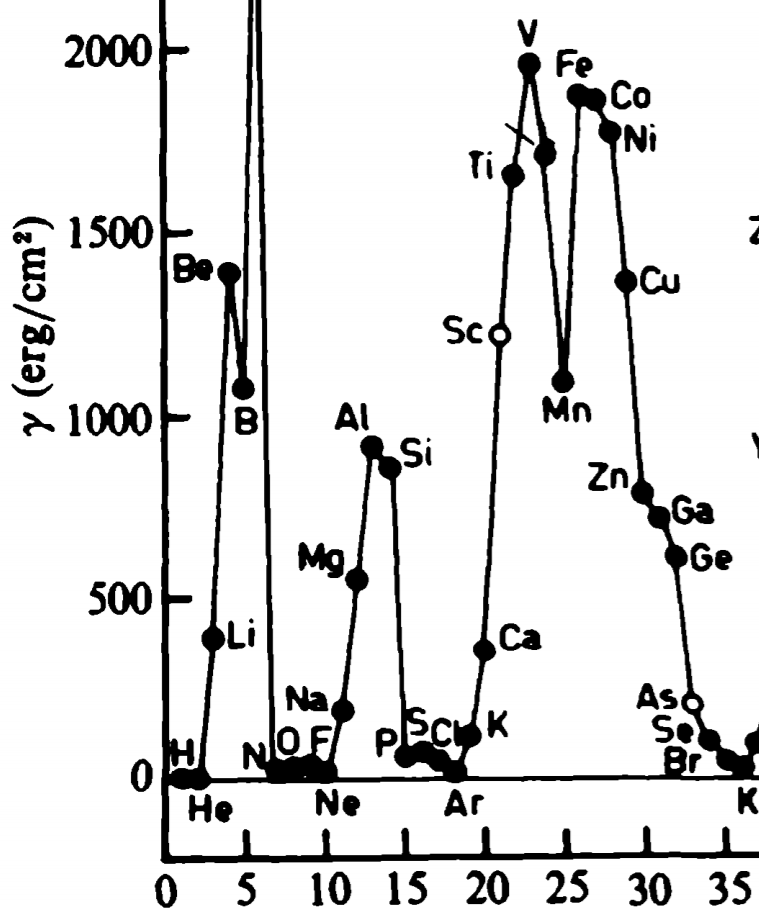 2000
1500
1000
500
0
γ (erg/cm²)
0 5 10 15 20 25 30 35
H
He
Li
Be
B
N
O
F
Ne
Na
Mg
Al
Si
P
S
Cl
Ar
K
Ca
Sc
Ti
V
Mn
Fe
Co
Ni
Cu
Zn
Ga
Ge
As
Se
Br
K